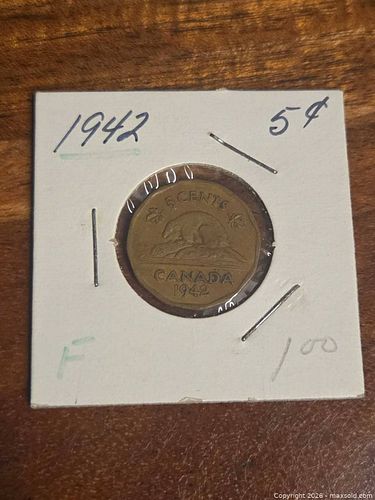 1942 5¢
5 CENTS
CANADA
1942
F 1.00
Copyright 2026 - maxsold.com